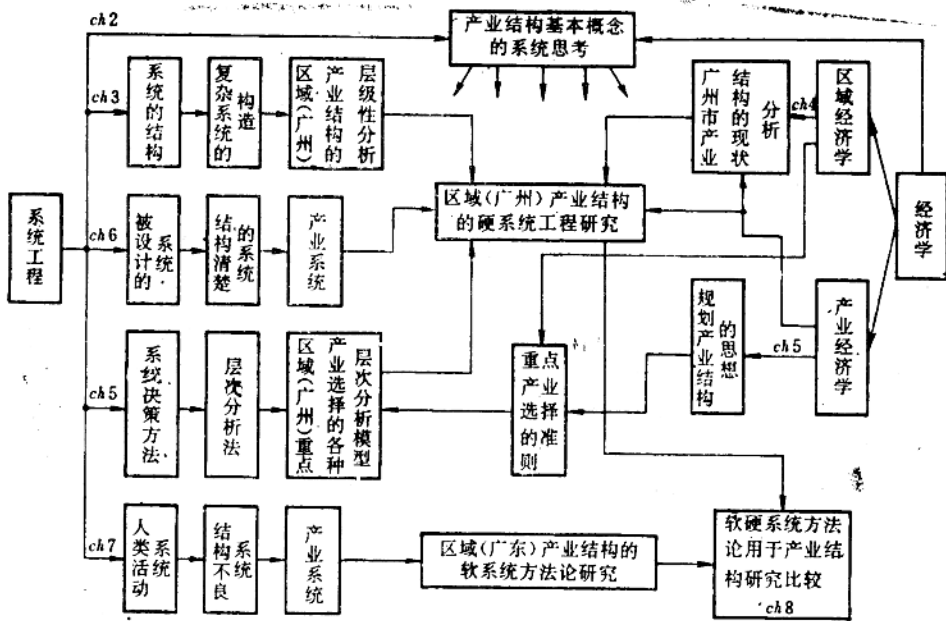 ch2
产业结构基本概念
的系统思考
ch3
系统的结构
复杂系统的
构造
区域(广州)
产业结构的
层级性分析
广州市产业
结构的现状
分析
ch4
区域经济学
系统工程
ch6
被设计的
系统
结构清楚
的系统
产业系统
区域(广州)产业结构
的硬系统工程研究
经济学
ch5
系统决策方法
层次分析法
区域(广州)重点
产业选择的各种
层次分析模型
重点产业
选择的准则
规划产业结构
的思想
ch5
产业经济学
ch7
人类活动
系统
结构不良
系统
产业系统
区域(广东)产业结构的
软系统方法论研究
软硬系统方法
论用于产业结
构研究比较
ch8